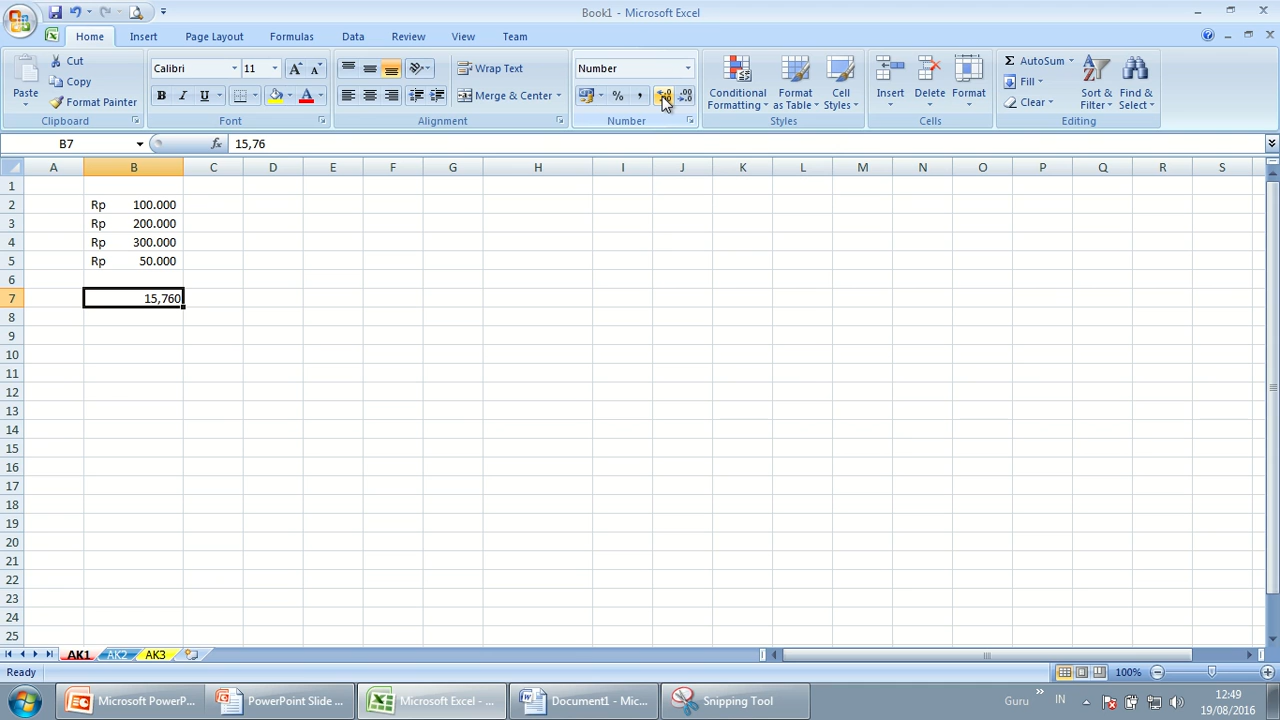 Book1 - Microsoft Excel
Home Insert Page Layout Formulas Data Review View Team
Cut
Copy
Format Painter
Paste
Clipboard
Calibri 11
B I U
Font
Wrap Text
Merge & Center
Alignment
Number
%
Number
Conditional Formatting
Format as Table
Cell Styles
Styles
Insert
Delete
Format
Cells
AutoSum
Fill
Clear
Sort & Filter
Find & Select
Editing
B7 fx 15,76
A B C D E F G H I J K L M N O P Q R S
1
2 Rp 100.000
3 Rp 200.000
4 Rp 300.000
5 Rp 50.000
6
7 15,760
8
9
10
11
12
13
14
15
16
17
18
19
20
21
22
23
24
25
AK1 AK2 AK3
Ready 100%
Microsoft PowerP... PowerPoint Slide ... Microsoft Excel - ... Document1 - Mic... Snipping Tool Guru IN 12:49
19/08/2016